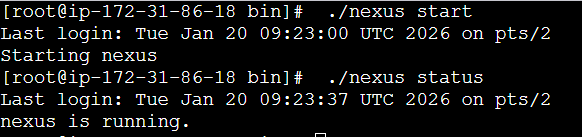 [root@ip-172-31-86-18 bin]#  ./nexus start
Last login: Tue Jan 20 09:23:00 UTC 2026 on pts/2
Starting nexus
[root@ip-172-31-86-18 bin]#  ./nexus status
Last login: Tue Jan 20 09:23:37 UTC 2026 on pts/2
nexus is running.